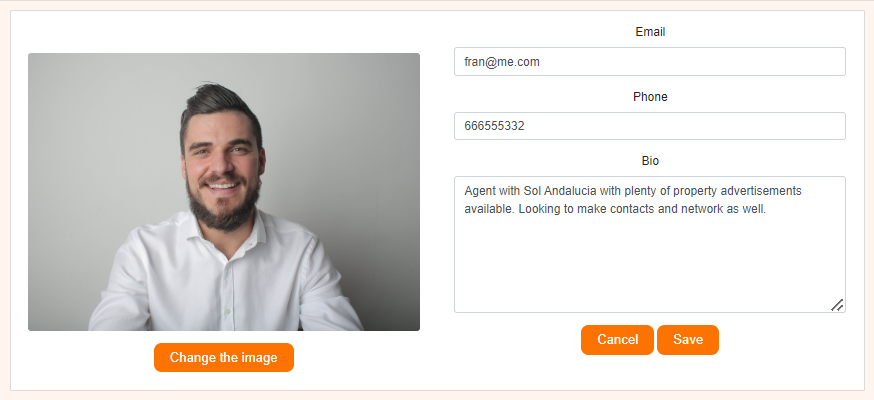 Email
fran@me.com
Phone
666555332
Bio
Agent with Sol Andalucia with plenty of property advertisements
available. Looking to make contacts and network as well.
Change the image
Cancel
Save